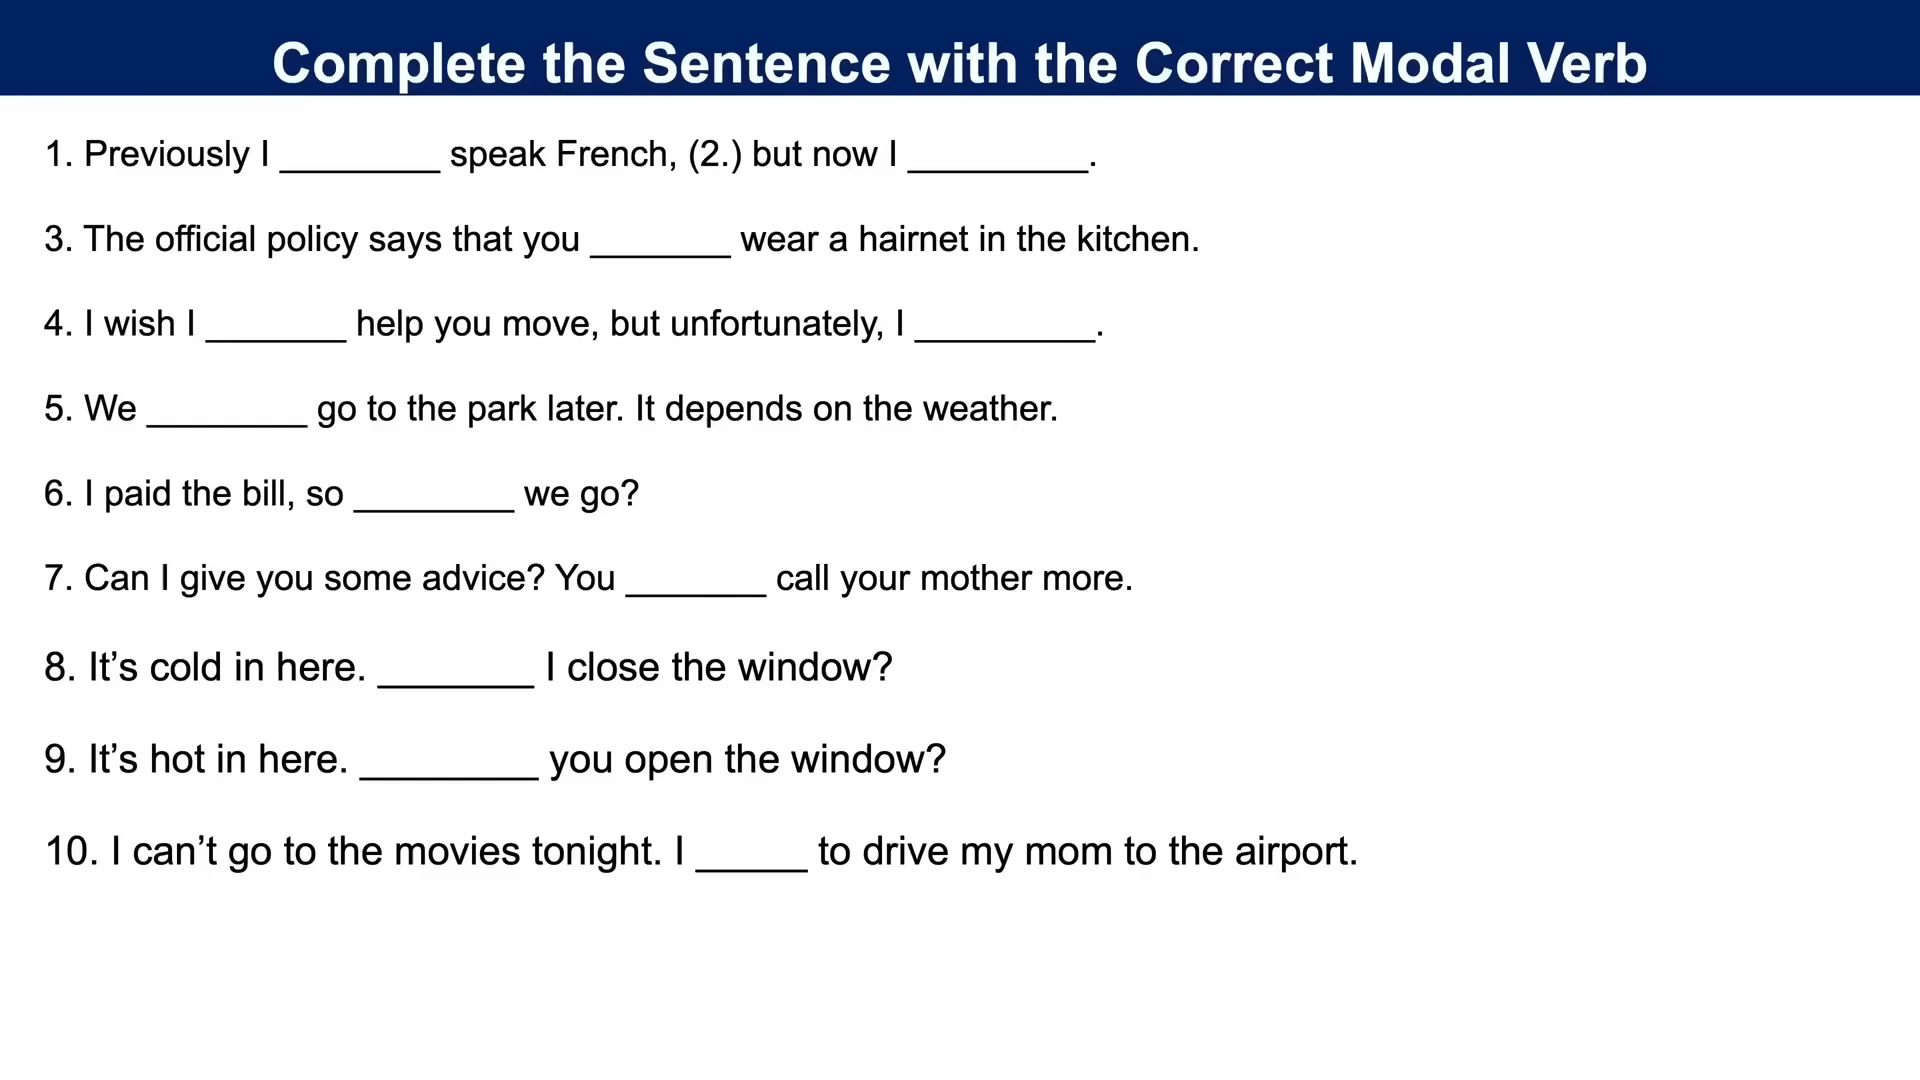 Complete the Sentence with the Correct Modal Verb
1. Previously I ________ speak French, (2.) but now I _________.
3. The official policy says that you _______ wear a hairnet in the kitchen.
4. I wish I _______ help you move, but unfortunately, I _________.
5. We ________ go to the park later. It depends on the weather.
6. I paid the bill, so ________ we go?
7. Can I give you some advice? You _______ call your mother more.
8. It’s cold in here. _______ I close the window?
9. It’s hot in here. ________ you open the window?
10. I can’t go to the movies tonight. I _____ to drive my mom to the airport.